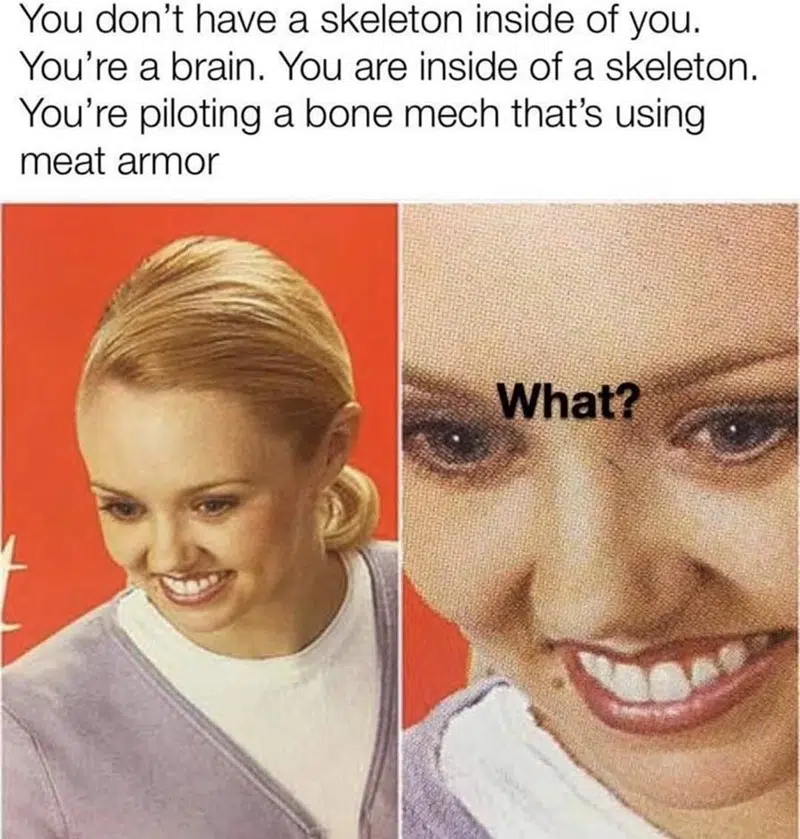 You don’t have a skeleton inside of you.
You’re a brain. You are inside of a skeleton.
You’re piloting a bone mech that’s using
meat armor
What?